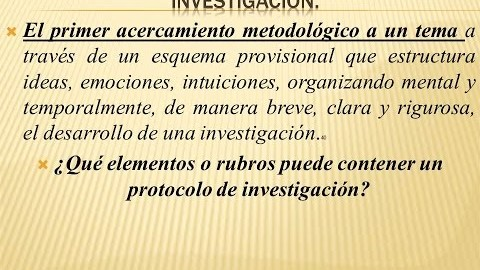 INVESTIGACIÓN.
El primer acercamiento metodológico a un tema a
través de un esquema provisional que estructura
ideas, emociones, intuiciones, organizando mental y
temporalmente, de manera breve, clara y rigurosa,
el desarrollo de una investigación.
¿Qué elementos o rubros puede contener un
protocolo de investigación?